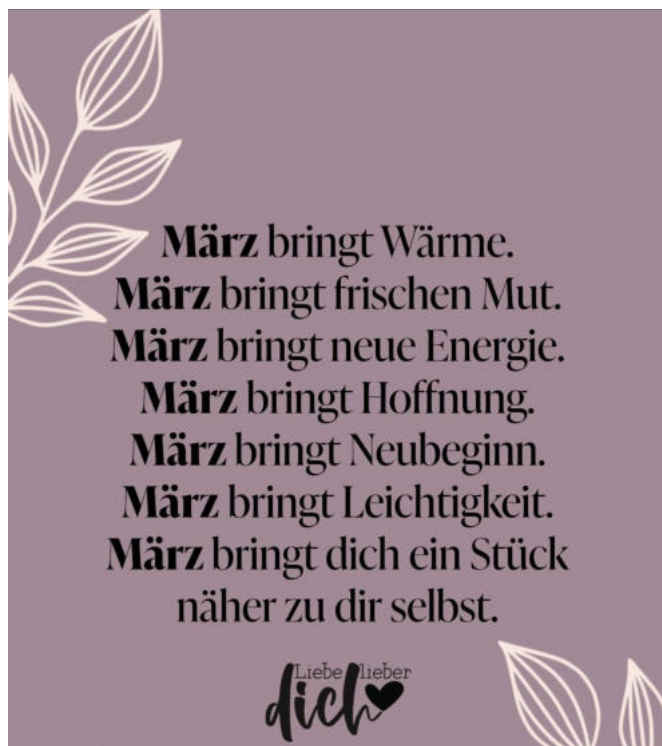 März bringt Wärme.
März bringt frischen Mut.
März bringt neue Energie.
März bringt Hoffnung.
März bringt Neubeginn.
März bringt Leichtigkeit.
März bringt dich ein Stück
näher zu dir selbst.
Liebe lieber
dich